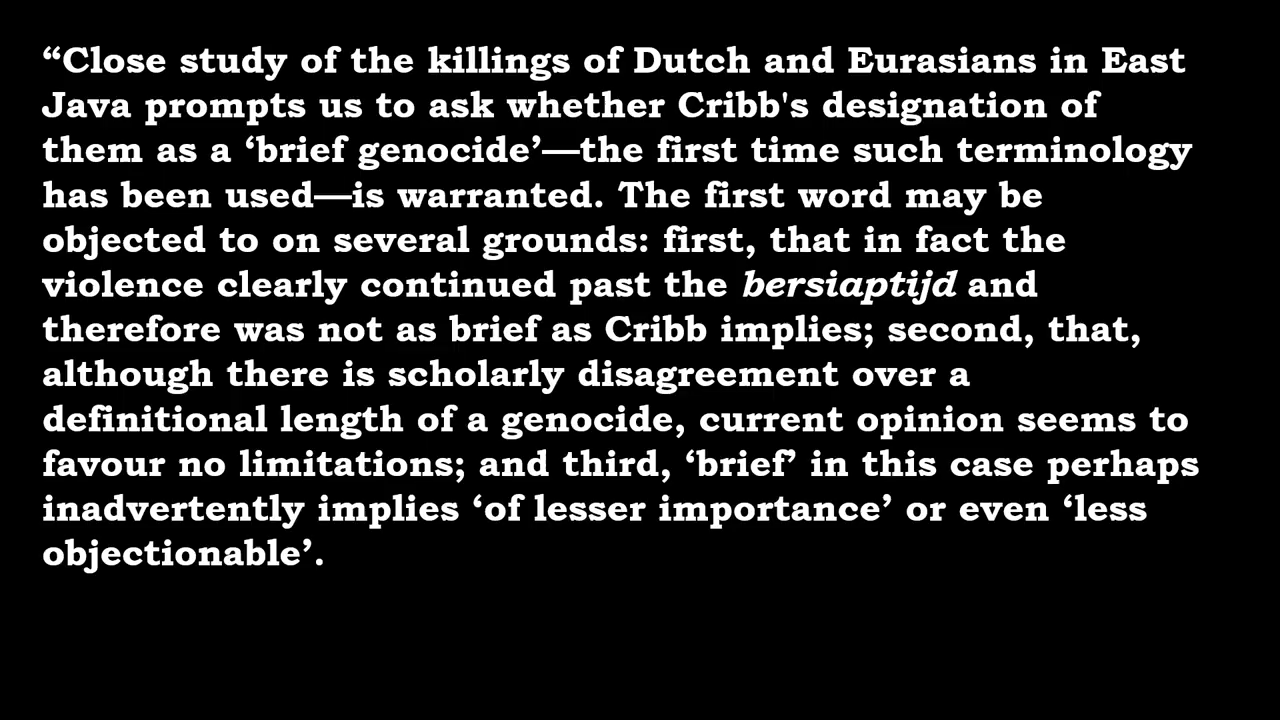 “Close study of the killings of Dutch and Eurasians in East
Java prompts us to ask whether Cribb's designation of
them as a ‘brief genocide’—the first time such terminology
has been used—is warranted. The first word may be
objected to on several grounds: first, that in fact the
violence clearly continued past the bersiaptijd and
therefore was not as brief as Cribb implies; second, that,
although there is scholarly disagreement over a
definitional length of a genocide, current opinion seems to
favour no limitations; and third, ‘brief’ in this case perhaps
inadvertently implies ‘of lesser importance’ or even ‘less
objectionable’.